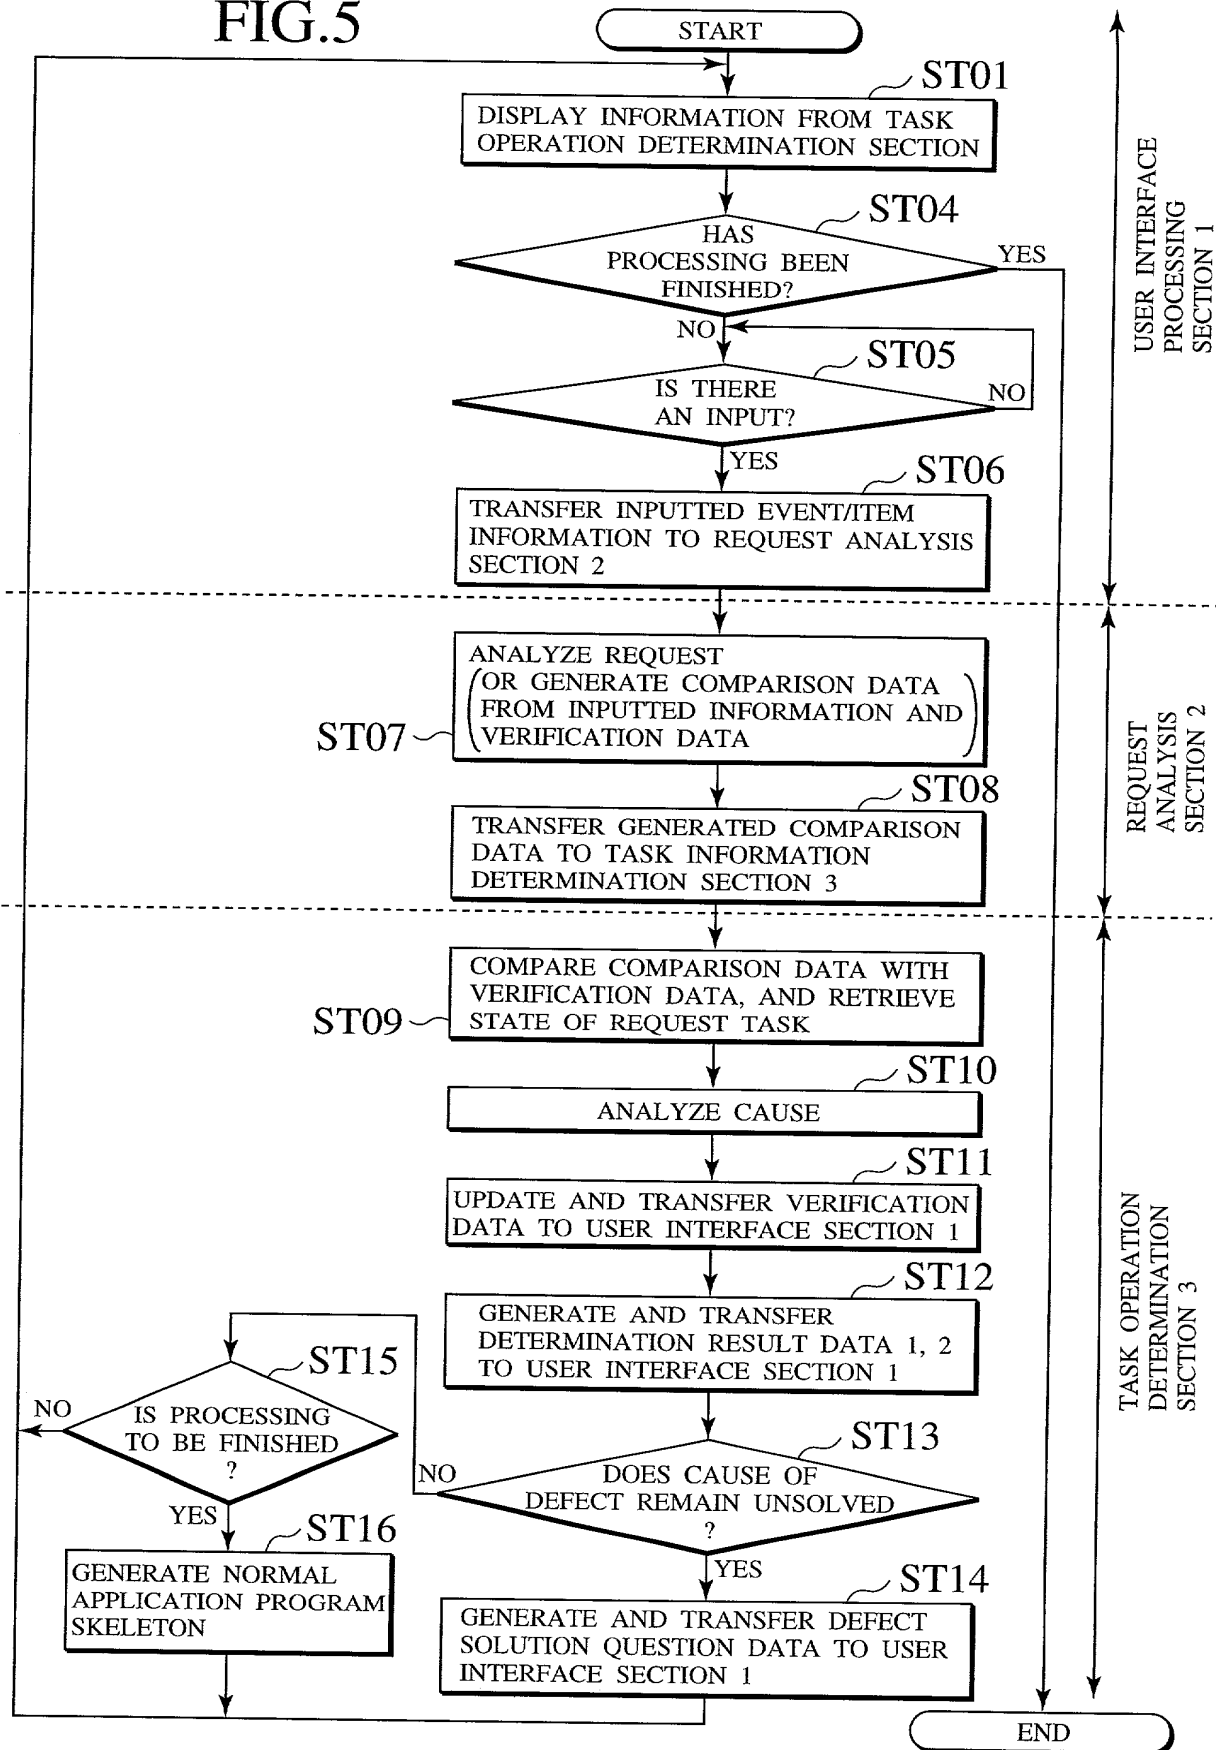 FIG.5
START
ST01
DISPLAY INFORMATION FROM TASK
OPERATION DETERMINATION SECTION
ST04
HAS
PROCESSING BEEN
FINISHED?
YES
NO
ST05
IS THERE
AN INPUT?
NO
YES
ST06
TRANSFER INPUTTED EVENT/ITEM
INFORMATION TO REQUEST ANALYSIS
SECTION 2
USER INTERFACE
PROCESSING
SECTION 1
ST07
ANALYZE REQUEST
(OR GENERATE COMPARISON DATA
FROM INPUTTED INFORMATION AND
VERIFICATION DATA)
ST08
TRANSFER GENERATED COMPARISON
DATA TO TASK INFORMATION
DETERMINATION SECTION 3
REQUEST
ANALYSIS
SECTION 2
ST09
COMPARE COMPARISON DATA WITH
VERIFICATION DATA, AND RETRIEVE
STATE OF REQUEST TASK
ST10
ANALYZE CAUSE
ST11
UPDATE AND TRANSFER VERIFICATION
DATA TO USER INTERFACE SECTION 1
ST12
GENERATE AND TRANSFER
DETERMINATION RESULT DATA 1, 2
TO USER INTERFACE SECTION 1
ST13
DOES CAUSE OF
DEFECT REMAIN UNSOLVED
?
NO
YES
ST14
GENERATE AND TRANSFER DEFECT
SOLUTION QUESTION DATA TO USER
INTERFACE SECTION 1
ST15
IS PROCESSING
TO BE FINISHED
?
NO
YES
ST16
GENERATE NORMAL
APPLICATION PROGRAM
SKELETON
TASK OPERATION
DETERMINATION
SECTION 3
END